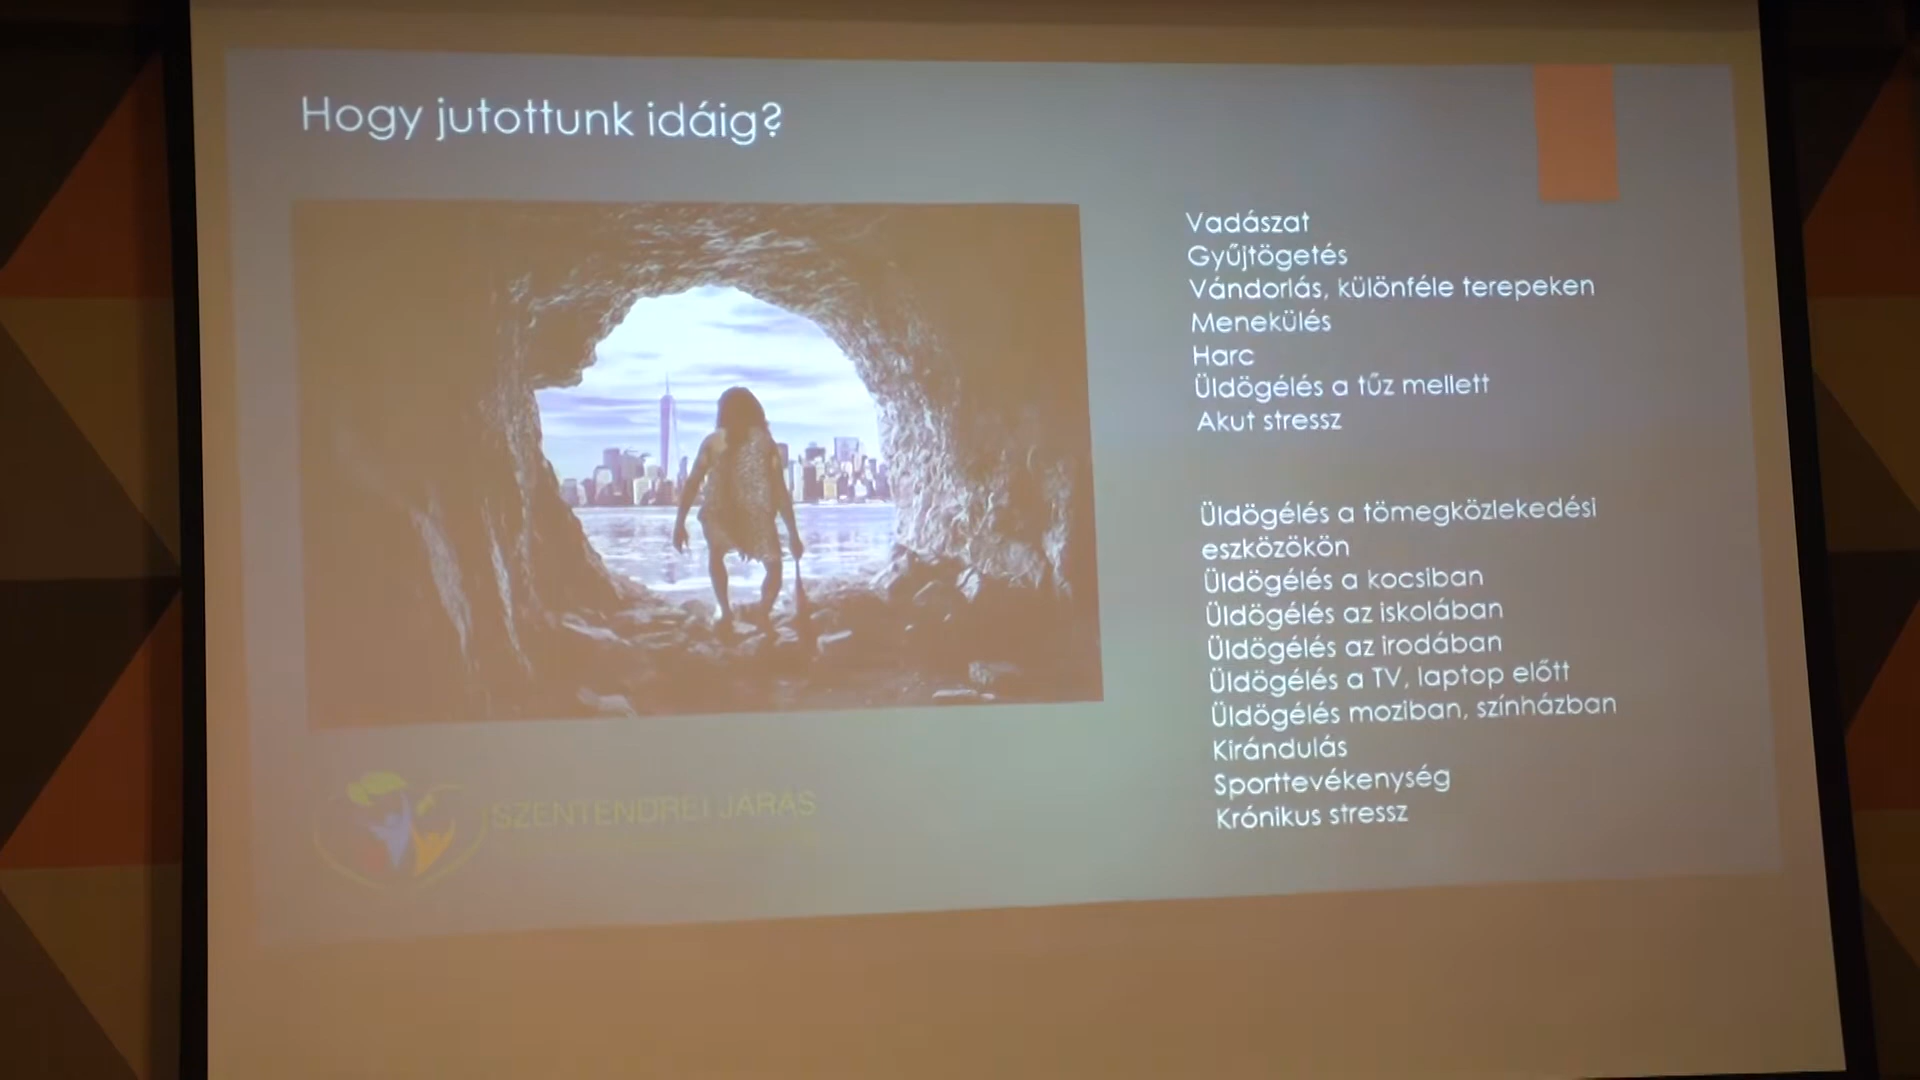 Hogy jutottunk idáig?
Vadászat
Gyűjtögetés
Vándorlás, különféle terepeken
Menekülés
Harc
Üldögélés a tűz mellett
Akut stressz
Üldögélés a tömegközlekedési
eszközökön
Üldögélés a kocsiban
Üldögélés az iskolában
Üldögélés az irodában
Üldögélés a TV, laptop előtt
Üldögélés moziban, színházban
Kirándulás
Sporttevékenység
Krónikus stressz
SZENTENDREI JÁRÁS